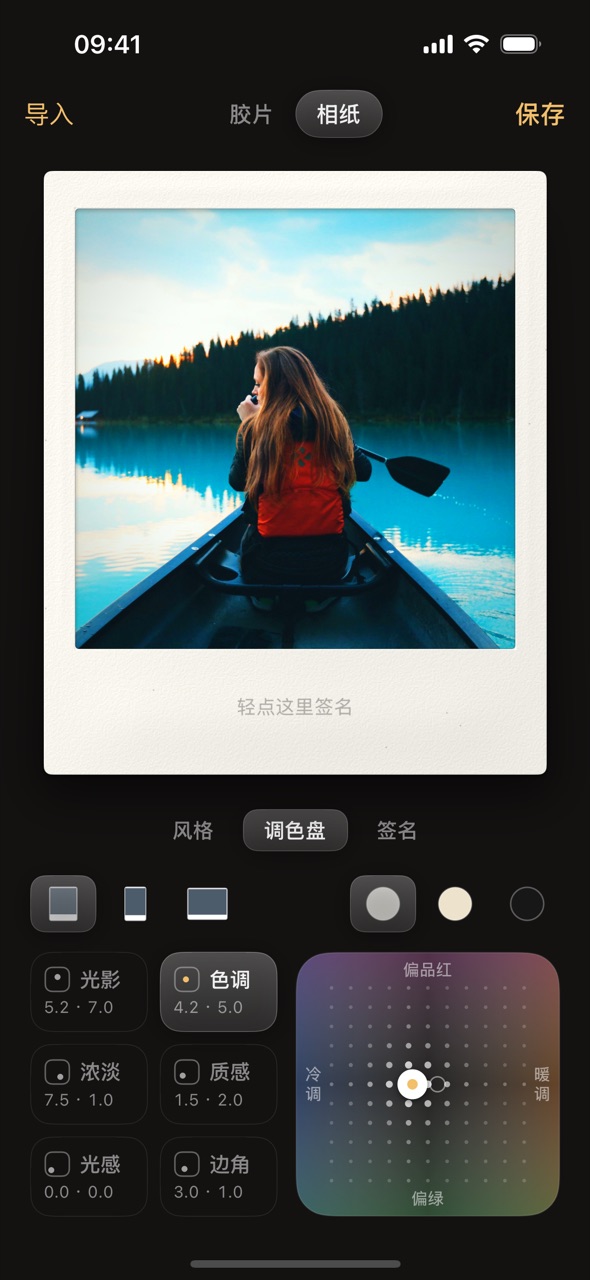 09:41
导入
胶片
相纸
保存
轻点这里签名
风格
调色盘
签名
光影
5.2 · 7.0
色调
4.2 · 5.0
浓淡
7.5 · 1.0
质感
1.5 · 2.0
光感
0.0 · 0.0
边角
3.0 · 1.0
偏品红
冷调
暖调
偏绿